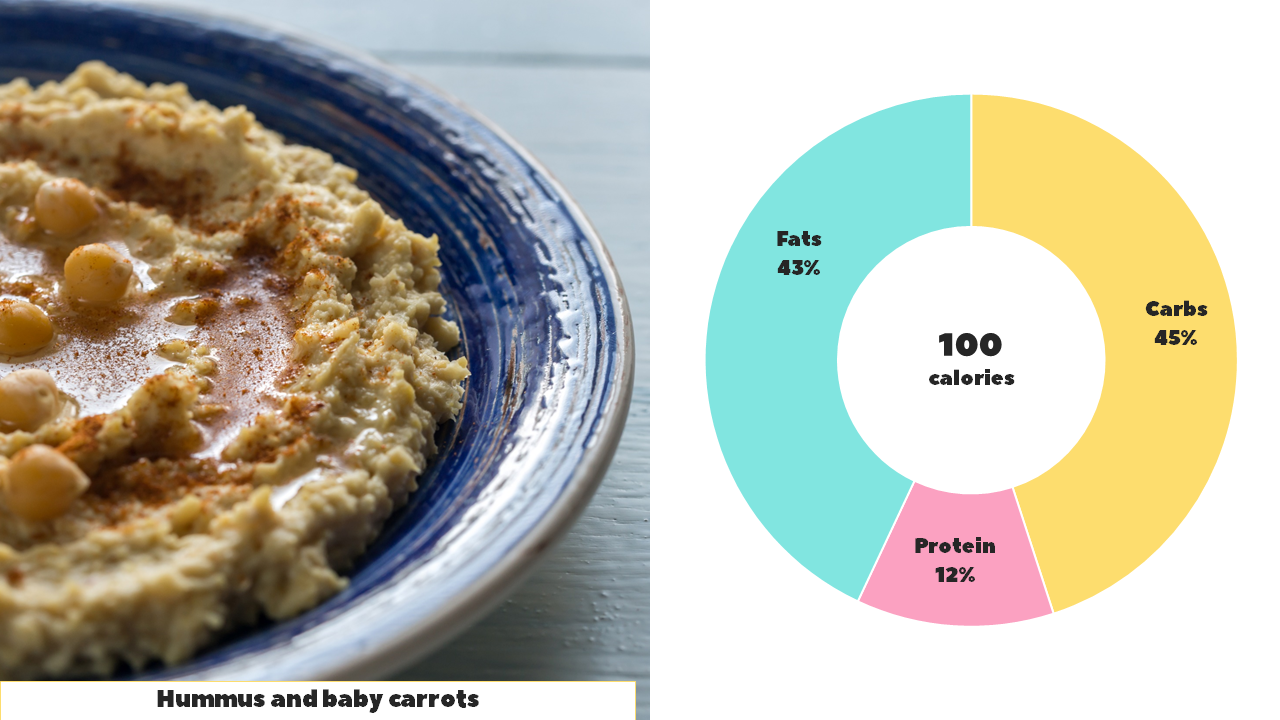 Hummus and baby carrots
Fats
43%
Carbs
45%
100
calories
Protein
12%